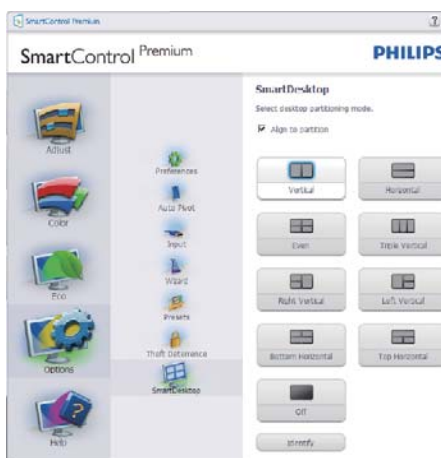 SmartControl Premium
?
SmartControl Premium
PHILIPS
Adjust
Color
Eco
Options
Help
Preferences
Auto Pivot
Input
Wizard
Presets
Theft Deterrence
SmartDesktop
SmartDesktop
Select desktop partitioning mode.
Align to partition
Vertical
Horizontal
Even
Triple Vertical
Right Vertical
Left Vertical
Bottom Horizontal
Top Horizontal
Off
Identify